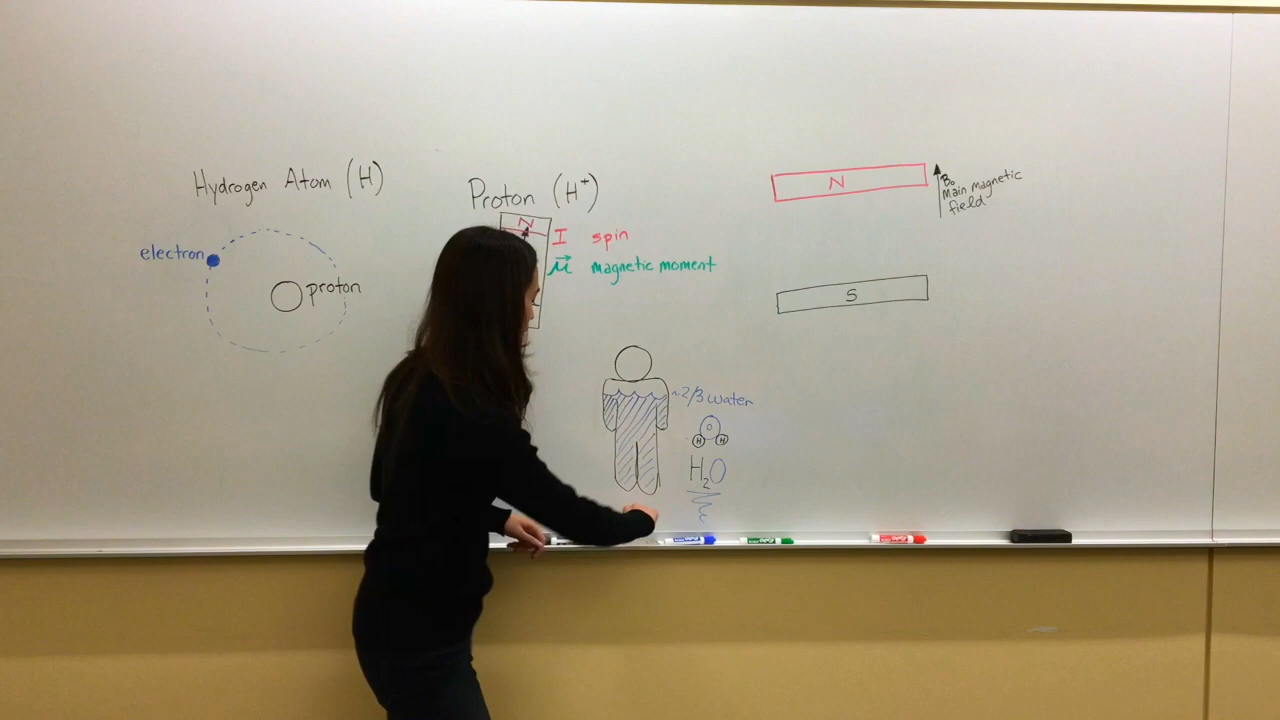 Hydrogen Atom (H)
electron
proton
Proton (H⁺)
N
I spin
μ⃗ magnetic moment
~2/3 water
O
H H
H₂O
N
S
B₀
Main magnetic
field